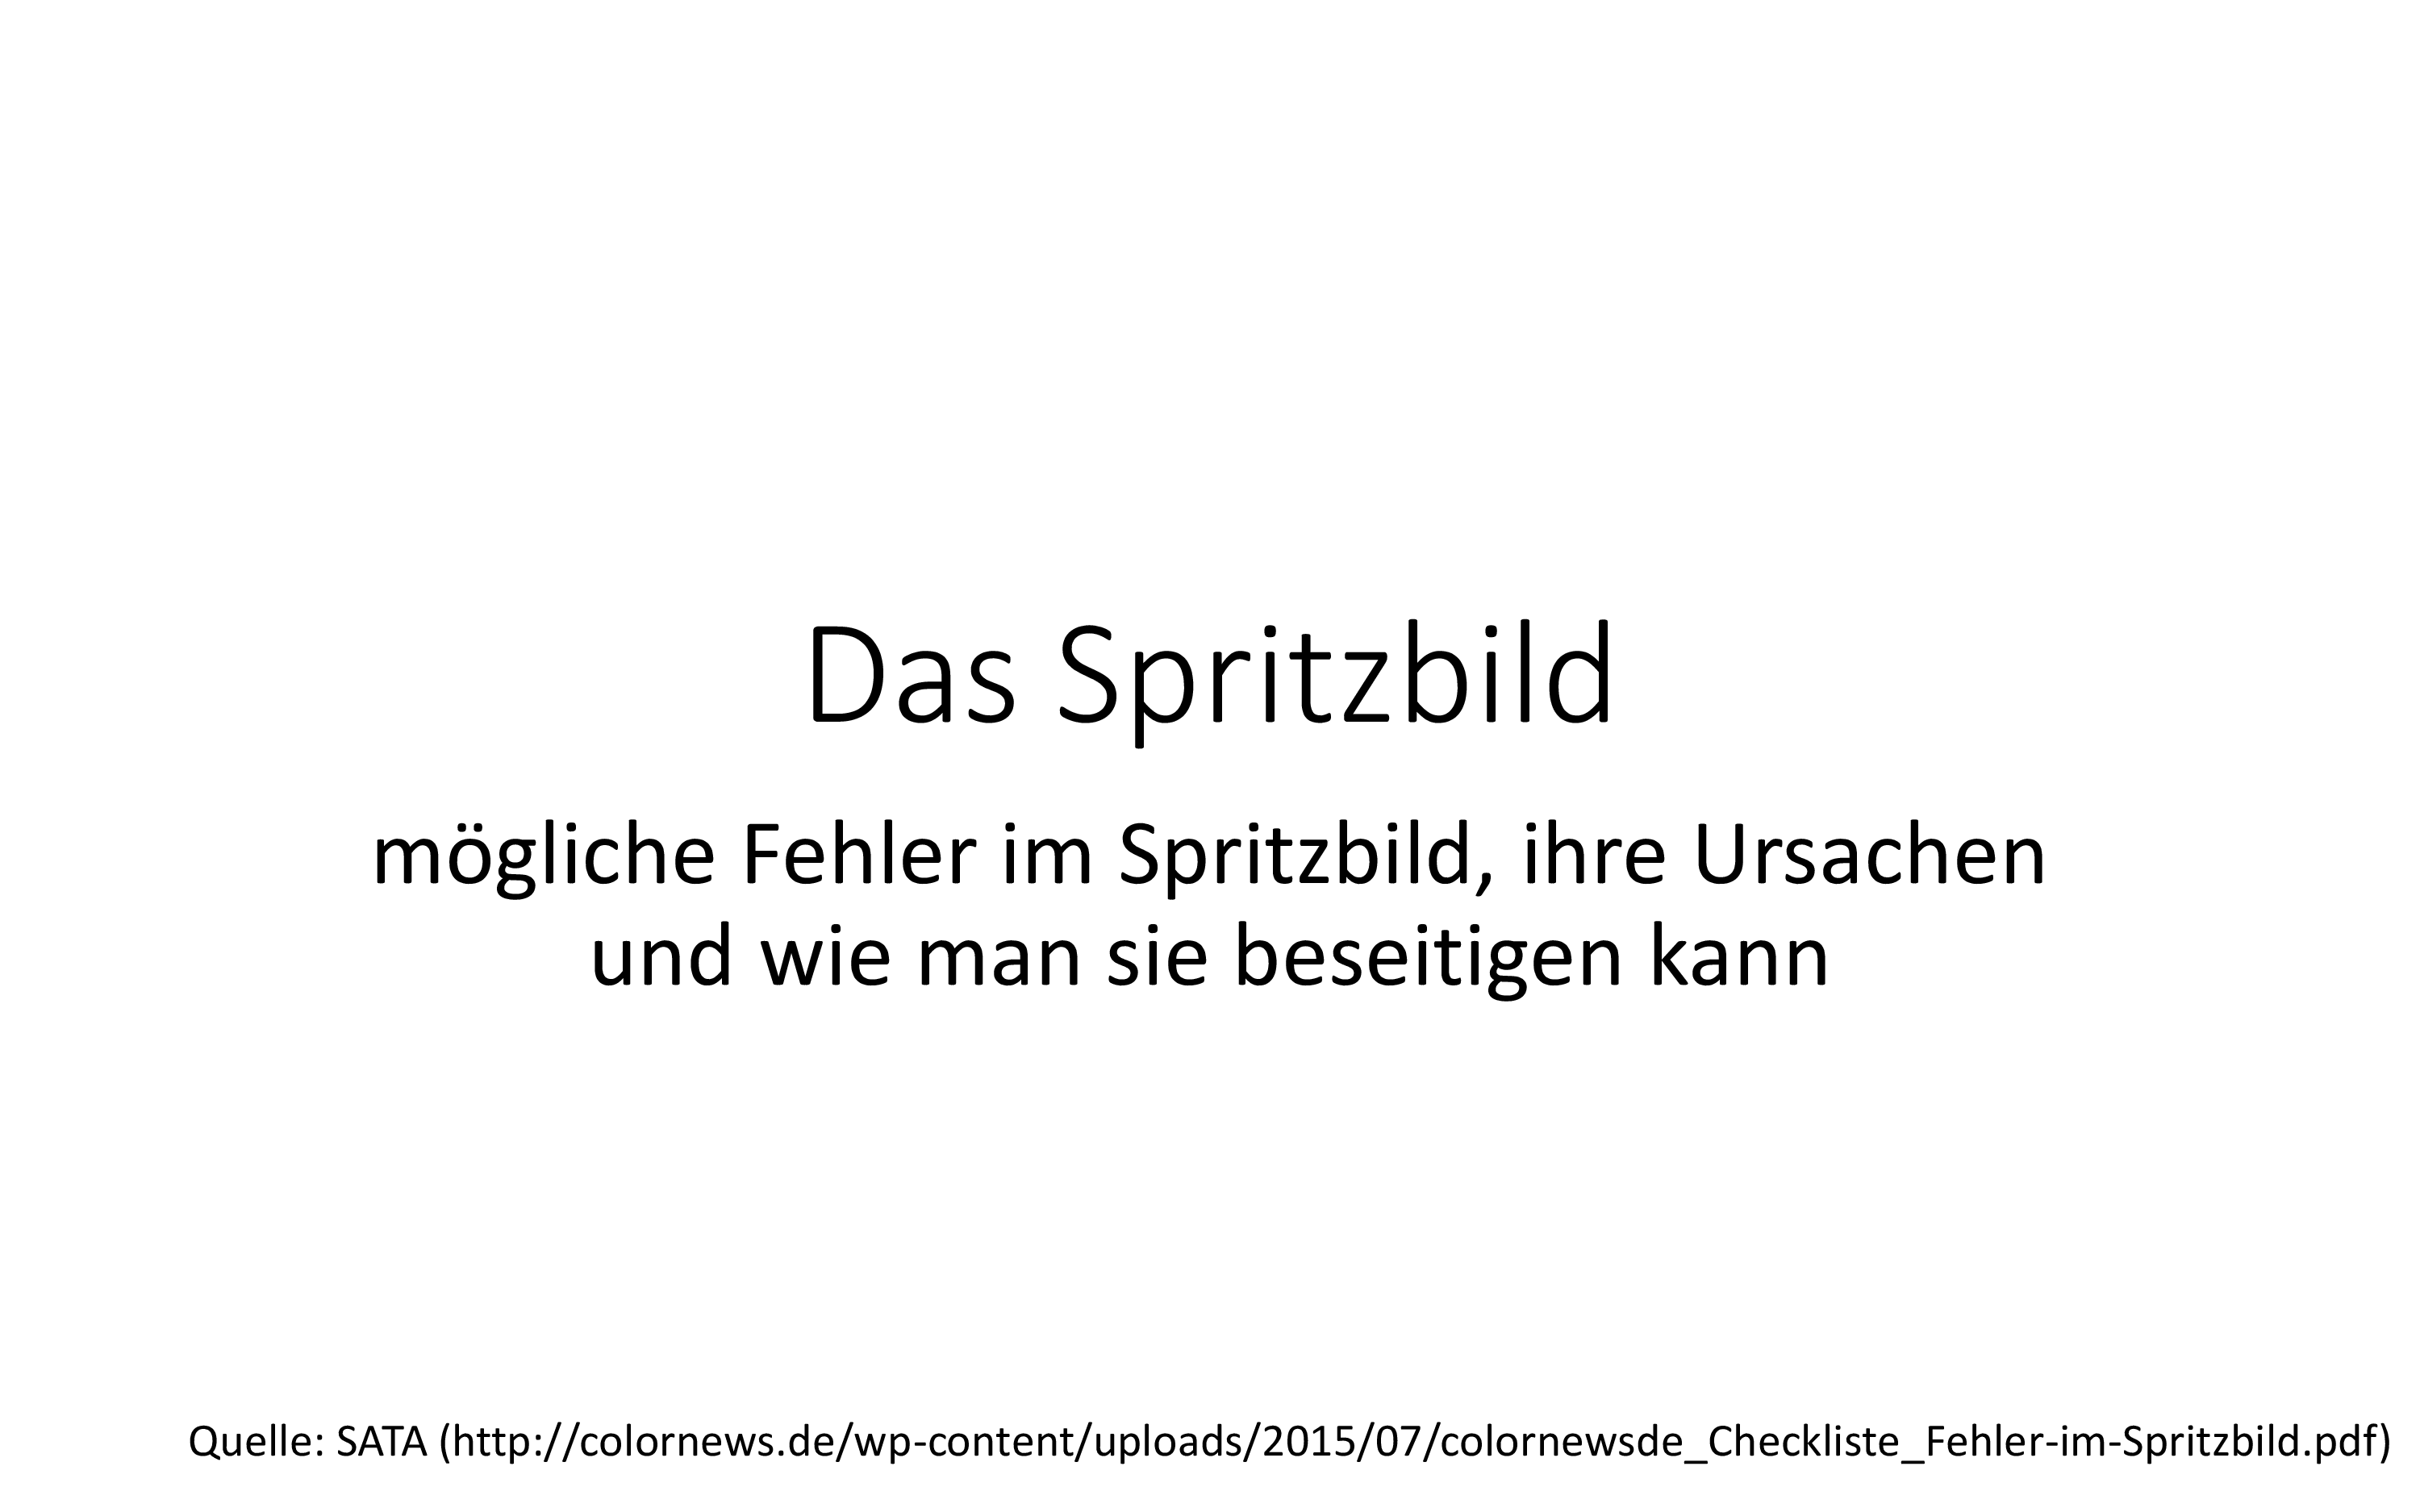 Das Spritzbild
mögliche Fehler im Spritzbild, ihre Ursachen
und wie man sie beseitigen kann
Quelle: SATA (http://colornews.de/wp-content/uploads/2015/07/colornewsde_Checkliste_Fehler-im-Spritzbild.pdf)